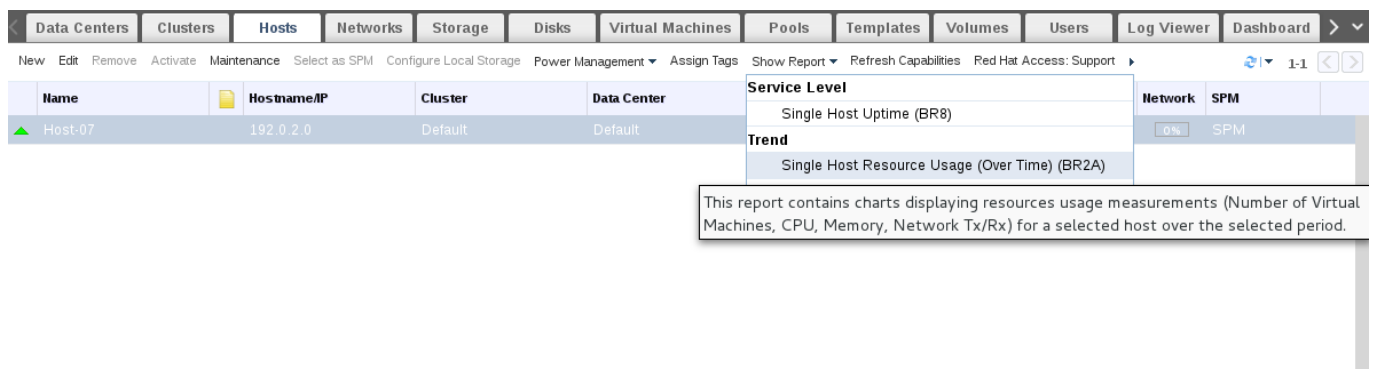 Data Centers Clusters Hosts Networks Storage Disks Virtual Machines Pools Templates Volumes Users Log Viewer Dashboard
New Edit Remove Activate Maintenance Select as SPM Configure Local Storage Power Management Assign Tags Show Report Refresh Capabilities Red Hat Access: Support 1-1
Name Hostname/IP Cluster Data Center Network SPM
Host-07 192.0.2.0 Default Default 0% SPM
Service Level
Single Host Uptime (BR8)
Trend
Single Host Resource Usage (Over Time) (BR2A)
This report contains charts displaying resources usage measurements (Number of Virtual
Machines, CPU, Memory, Network Tx/Rx) for a selected host over the selected period.